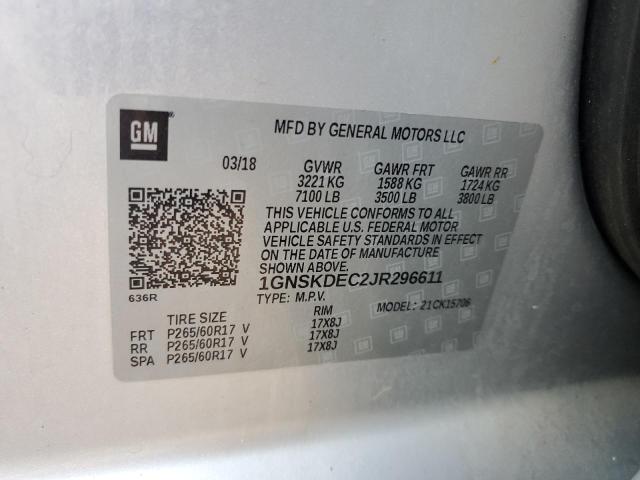 GM
MFD BY GENERAL MOTORS LLC
03/18 GVWR GAWR FRT GAWR RR
3221 KG 1588 KG 1724 KG
7100 LB 3500 LB 3800 LB
THIS VEHICLE CONFORMS TO ALL
APPLICABLE U.S. FEDERAL MOTOR
VEHICLE SAFETY STANDARDS IN EFFECT
ON THE DATE OF MANUFACTURE
SHOWN ABOVE.
1GNSKDEC2JR296611
636R
TYPE: M.P.V. MODEL: 21CK15706
TIRE SIZE RIM
FRT P265/60R17 V 17X8J
RR P265/60R17 V 17X8J
SPA P265/60R17 V 17X8J